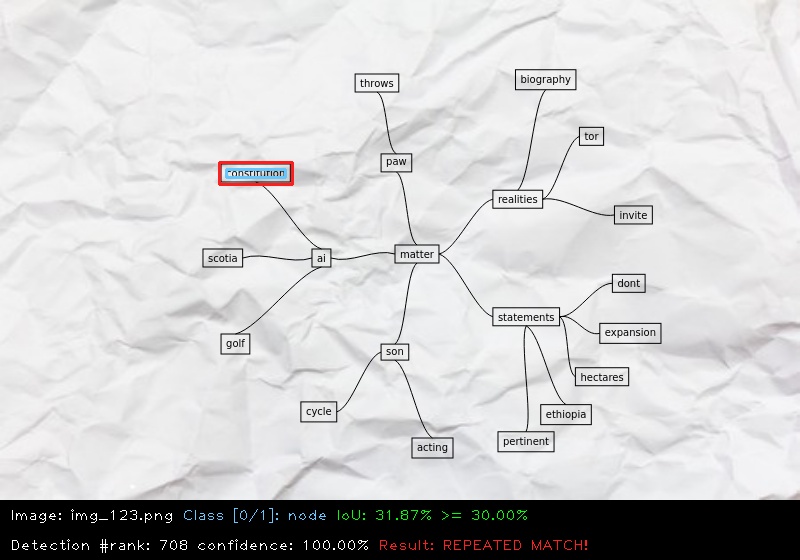 throws
biography
tor
paw
constitution
realities
invite
scotia
ai
matter
dont
statements
expansion
golf
son
hectares
cycle
ethiopia
pertinent
acting
Image: img_123.png Class [0/1]: node IoU: 31.87% >= 30.00%
Detection #rank: 708 confidence: 100.00% Result: REPEATED MATCH!